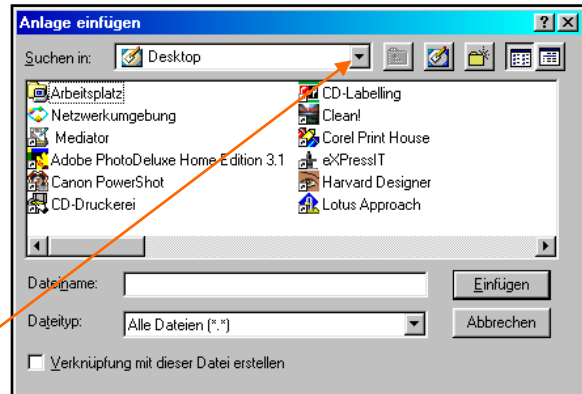 Anlage einfügen
Suchen in: Desktop
Arbeitsplatz CD-Labelling
Netzwerkumgebung Clean!
Mediator Corel Print House
Adobe PhotoDeluxe Home Edition 3.1 eXPressIT
Canon PowerShot Harvard Designer
CD-Druckerei Lotus Approach
Dateiname: Einfügen
Dateityp: Alle Dateien (*.*) Abbrechen
Verknüpfung mit dieser Datei erstellen